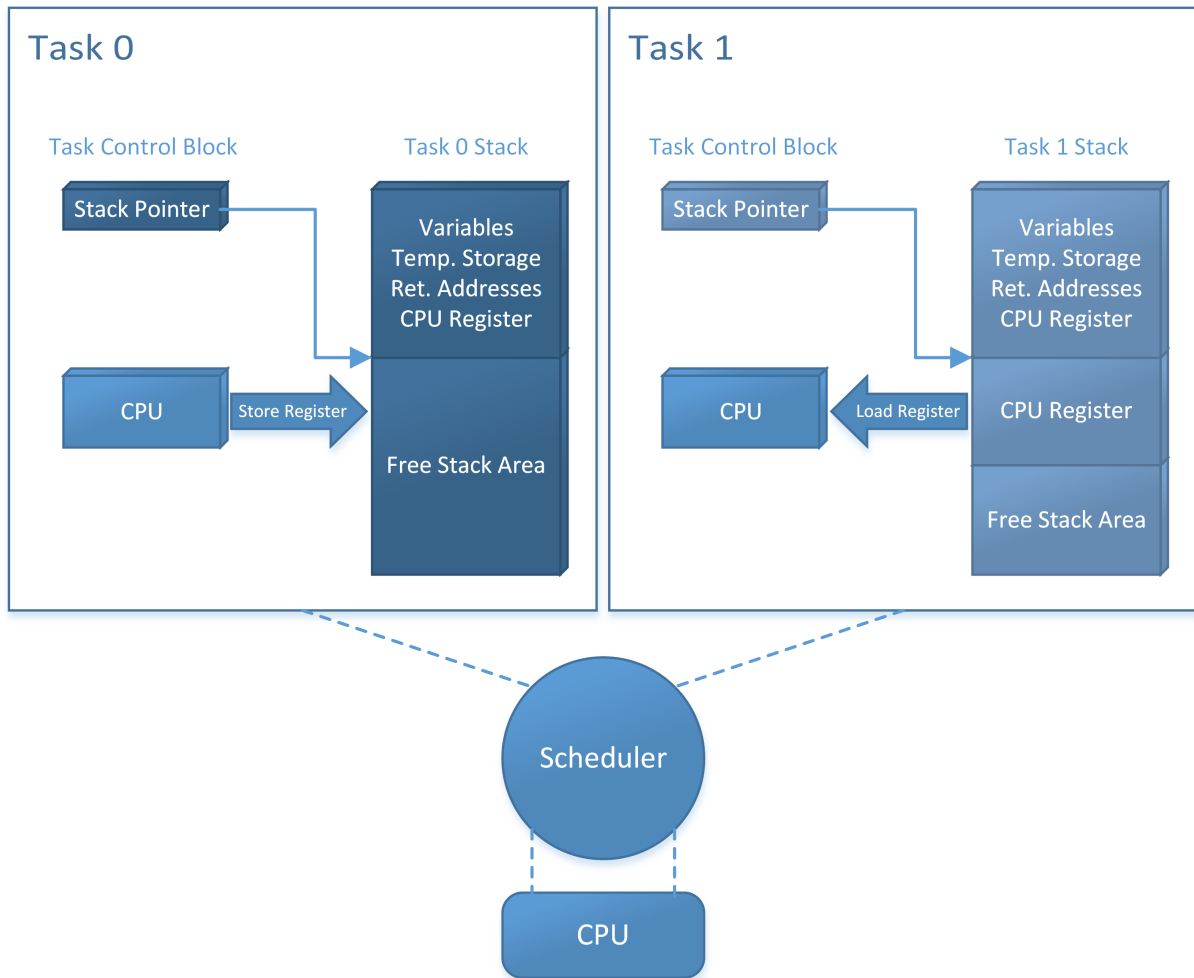 Task 0
Task Control Block
Task 0 Stack
Stack Pointer
Variables
Temp. Storage
Ret. Addresses
CPU Register
CPU
Store Register
Free Stack Area
Task 1
Task Control Block
Task 1 Stack
Stack Pointer
Variables
Temp. Storage
Ret. Addresses
CPU Register
CPU
Load Register
CPU Register
Free Stack Area
Scheduler
CPU